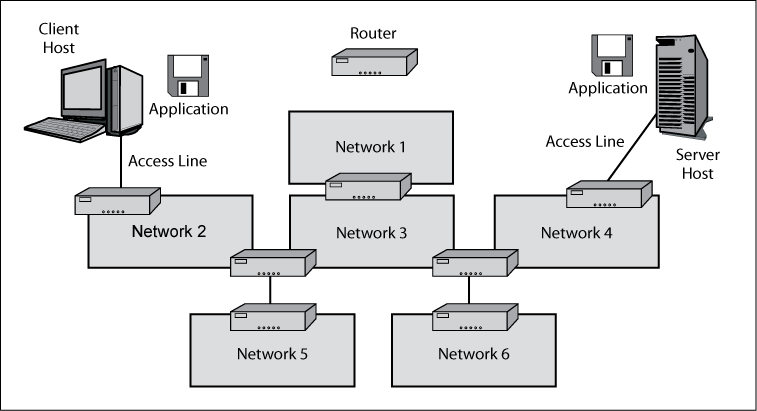 Client
Host
Application
Access Line
Router
Application
Access Line
Server
Host
Network 1
Network 2
Network 3
Network 4
Network 5
Network 6